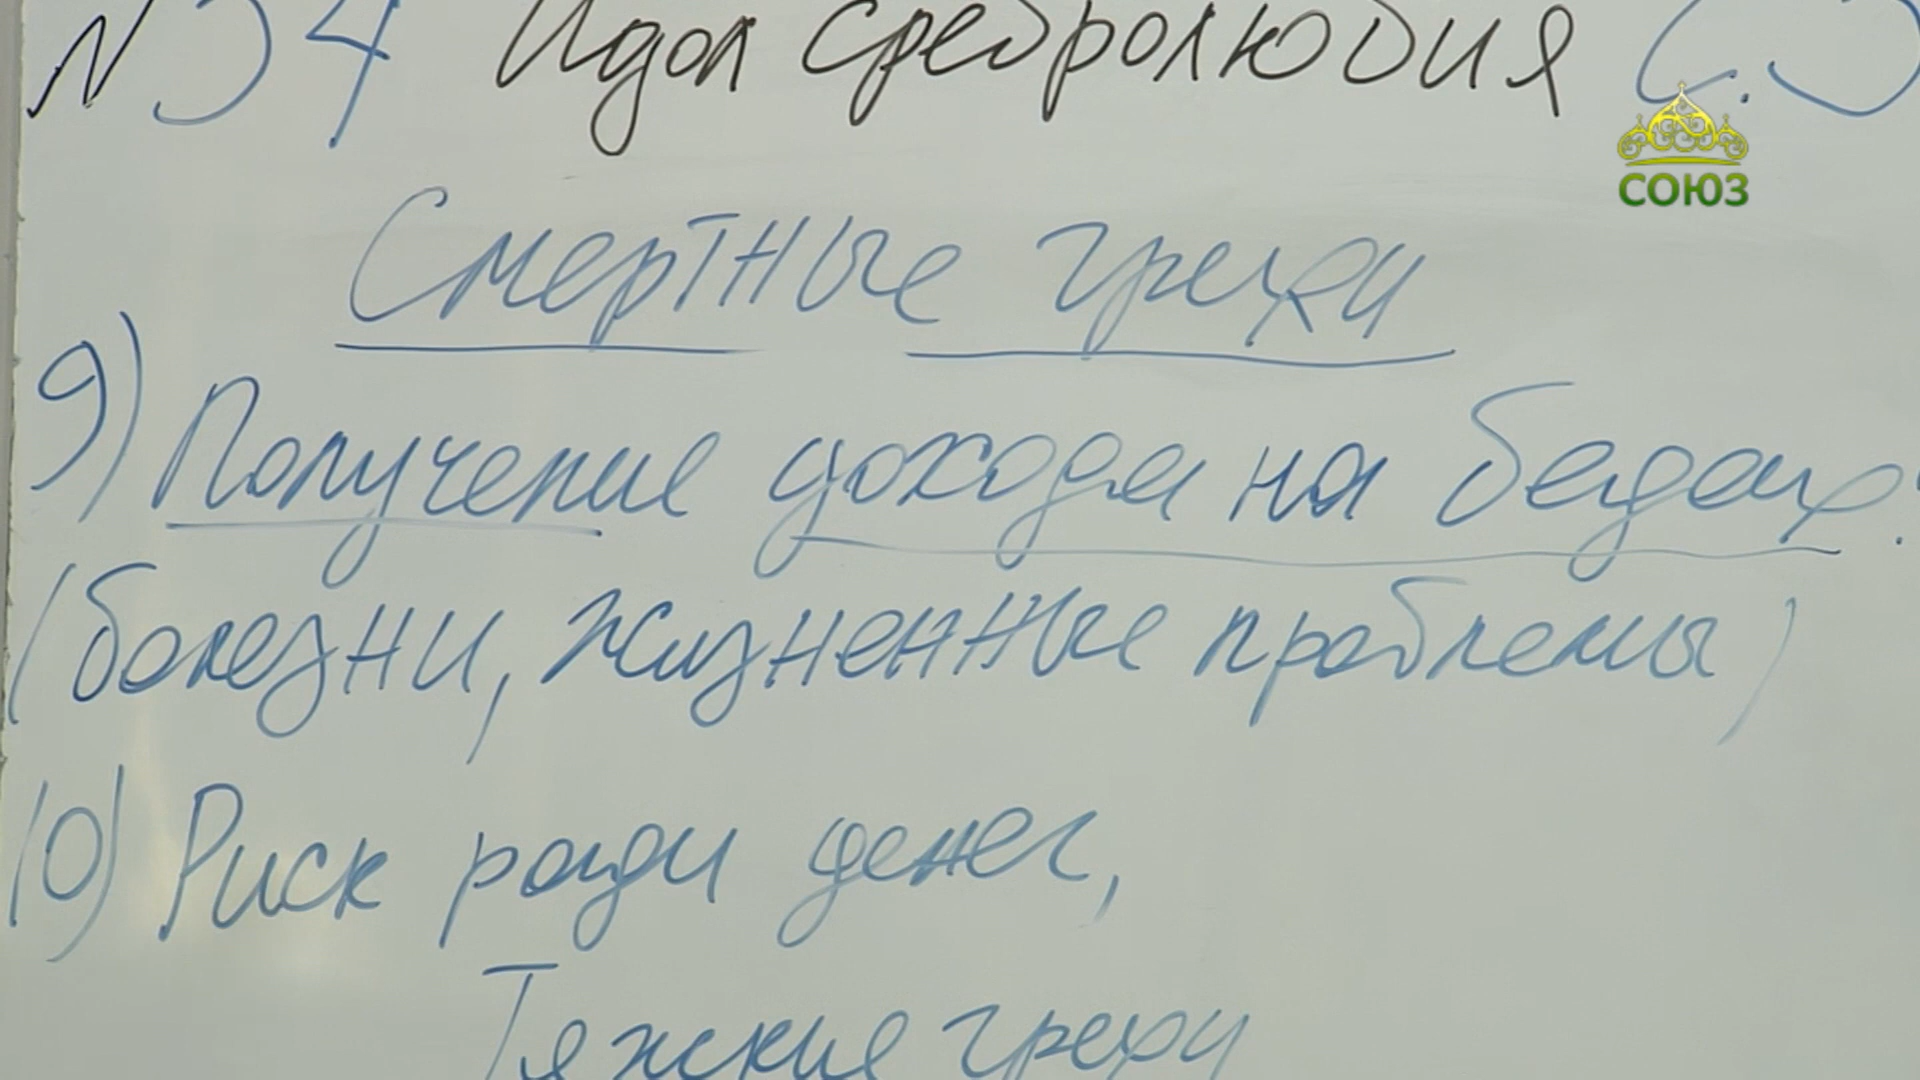 N 34 Идол сребролюбия С.
СОЮЗ
Смертные грехи
9) Получение дохода на бедах.
(болезни, жизненные проблемы)
10) Риск ради денег,
Тяжкие грехи